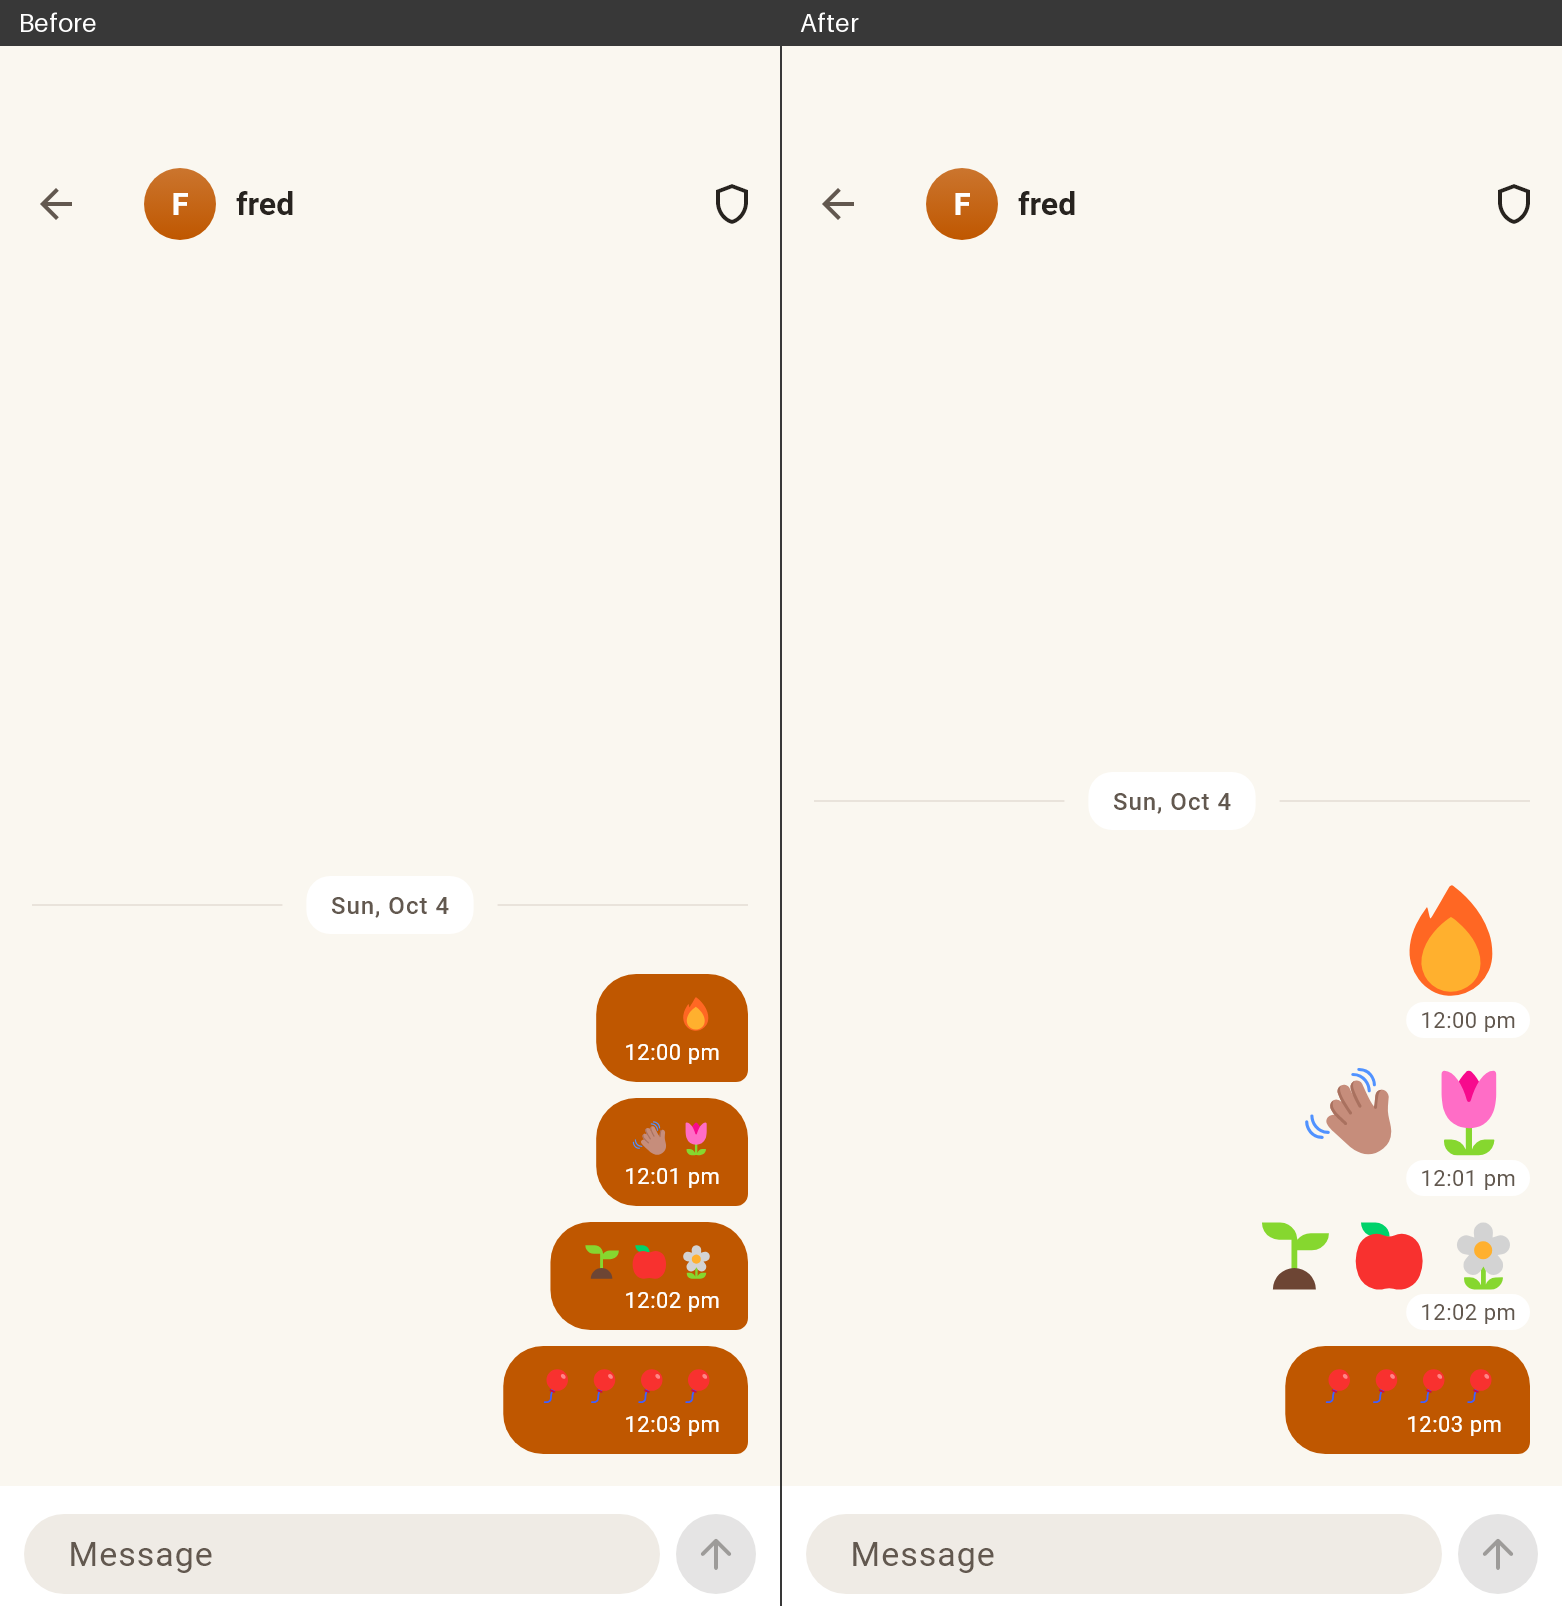 Before
F fred
Sun, Oct 4
12:00 pm
12:01 pm
12:02 pm
12:03 pm
Message
After
F fred
Sun, Oct 4
🔥
12:00 pm
👋🏽 🌷
12:01 pm
12:02 pm
12:03 pm
Message